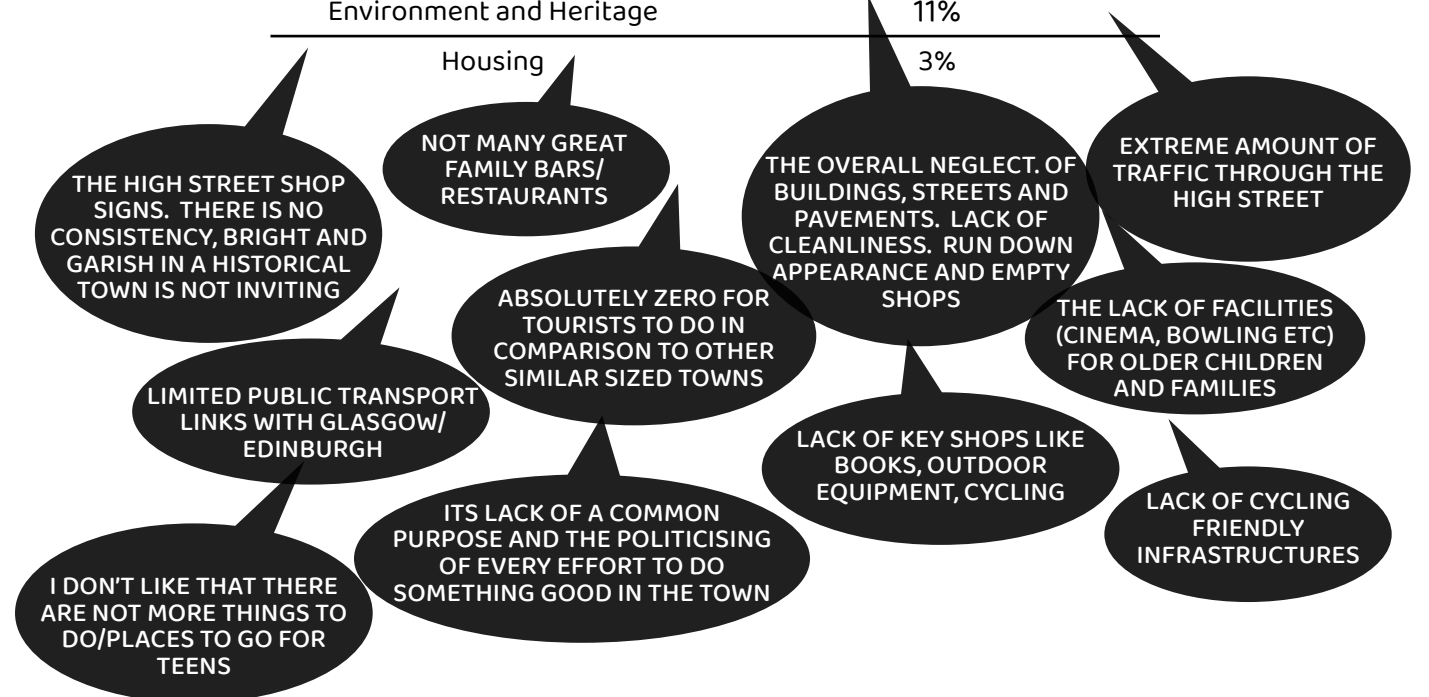 Environment and Heritage 11%
Housing 3%
THE HIGH STREET SHOP
SIGNS. THERE IS NO
CONSISTENCY, BRIGHT AND
GARISH IN A HISTORICAL
TOWN IS NOT INVITING
NOT MANY GREAT
FAMILY BARS/
RESTAURANTS
THE OVERALL NEGLECT. OF
BUILDINGS, STREETS AND
PAVEMENTS. LACK OF
CLEANLINESS. RUN DOWN
APPEARANCE AND EMPTY
SHOPS
EXTREME AMOUNT OF
TRAFFIC THROUGH THE
HIGH STREET
ABSOLUTELY ZERO FOR
TOURISTS TO DO IN
COMPARISON TO OTHER
SIMILAR SIZED TOWNS
THE LACK OF FACILITIES
(CINEMA, BOWLING ETC)
FOR OLDER CHILDREN
AND FAMILIES
LIMITED PUBLIC TRANSPORT
LINKS WITH GLASGOW/
EDINBURGH
LACK OF KEY SHOPS LIKE
BOOKS, OUTDOOR
EQUIPMENT, CYCLING
ITS LACK OF A COMMON
PURPOSE AND THE POLITICISING
OF EVERY EFFORT TO DO
SOMETHING GOOD IN THE TOWN
LACK OF CYCLING
FRIENDLY
INFRASTRUCTURES
I DON'T LIKE THAT THERE
ARE NOT MORE THINGS TO
DO/PLACES TO GO FOR
TEENS